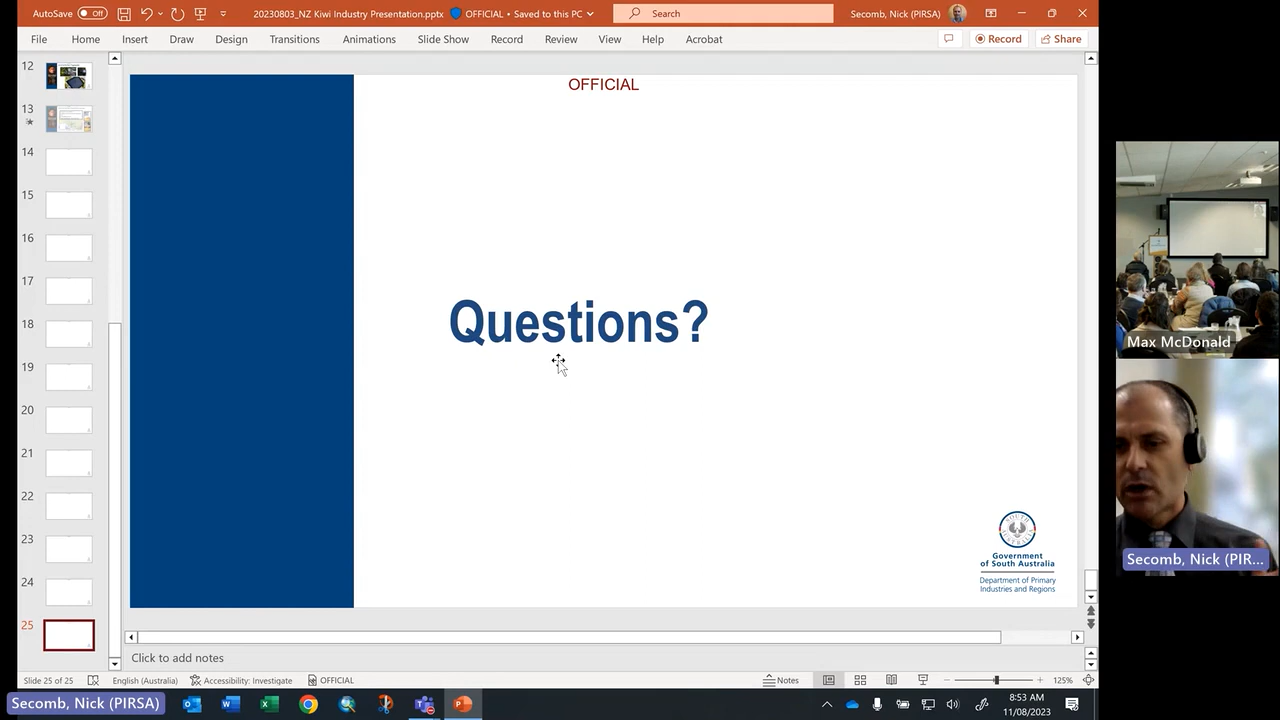 AutoSave Off 20230803_NZ Kiwi Industry Presentation.pptx OFFICIAL • Saved to this PC Search Secomb, Nick (PIRSA)
File Home Insert Draw Design Transitions Animations Slide Show Record Review View Help Acrobat Record Share
12
13
14
15
16
17
18
19
20
21
22
23
24
25
OFFICIAL
Questions?
SOUTH AUSTRALIA
Government
of South Australia
Department of Primary
Industries and Regions
Max McDonald
Secomb, Nick (PIR...
Click to add notes
Slide 25 of 25 English (Australia) Accessibility: Investigate OFFICIAL Notes 125%
Secomb, Nick (PIRSA)
8:53 AM
11/08/2023